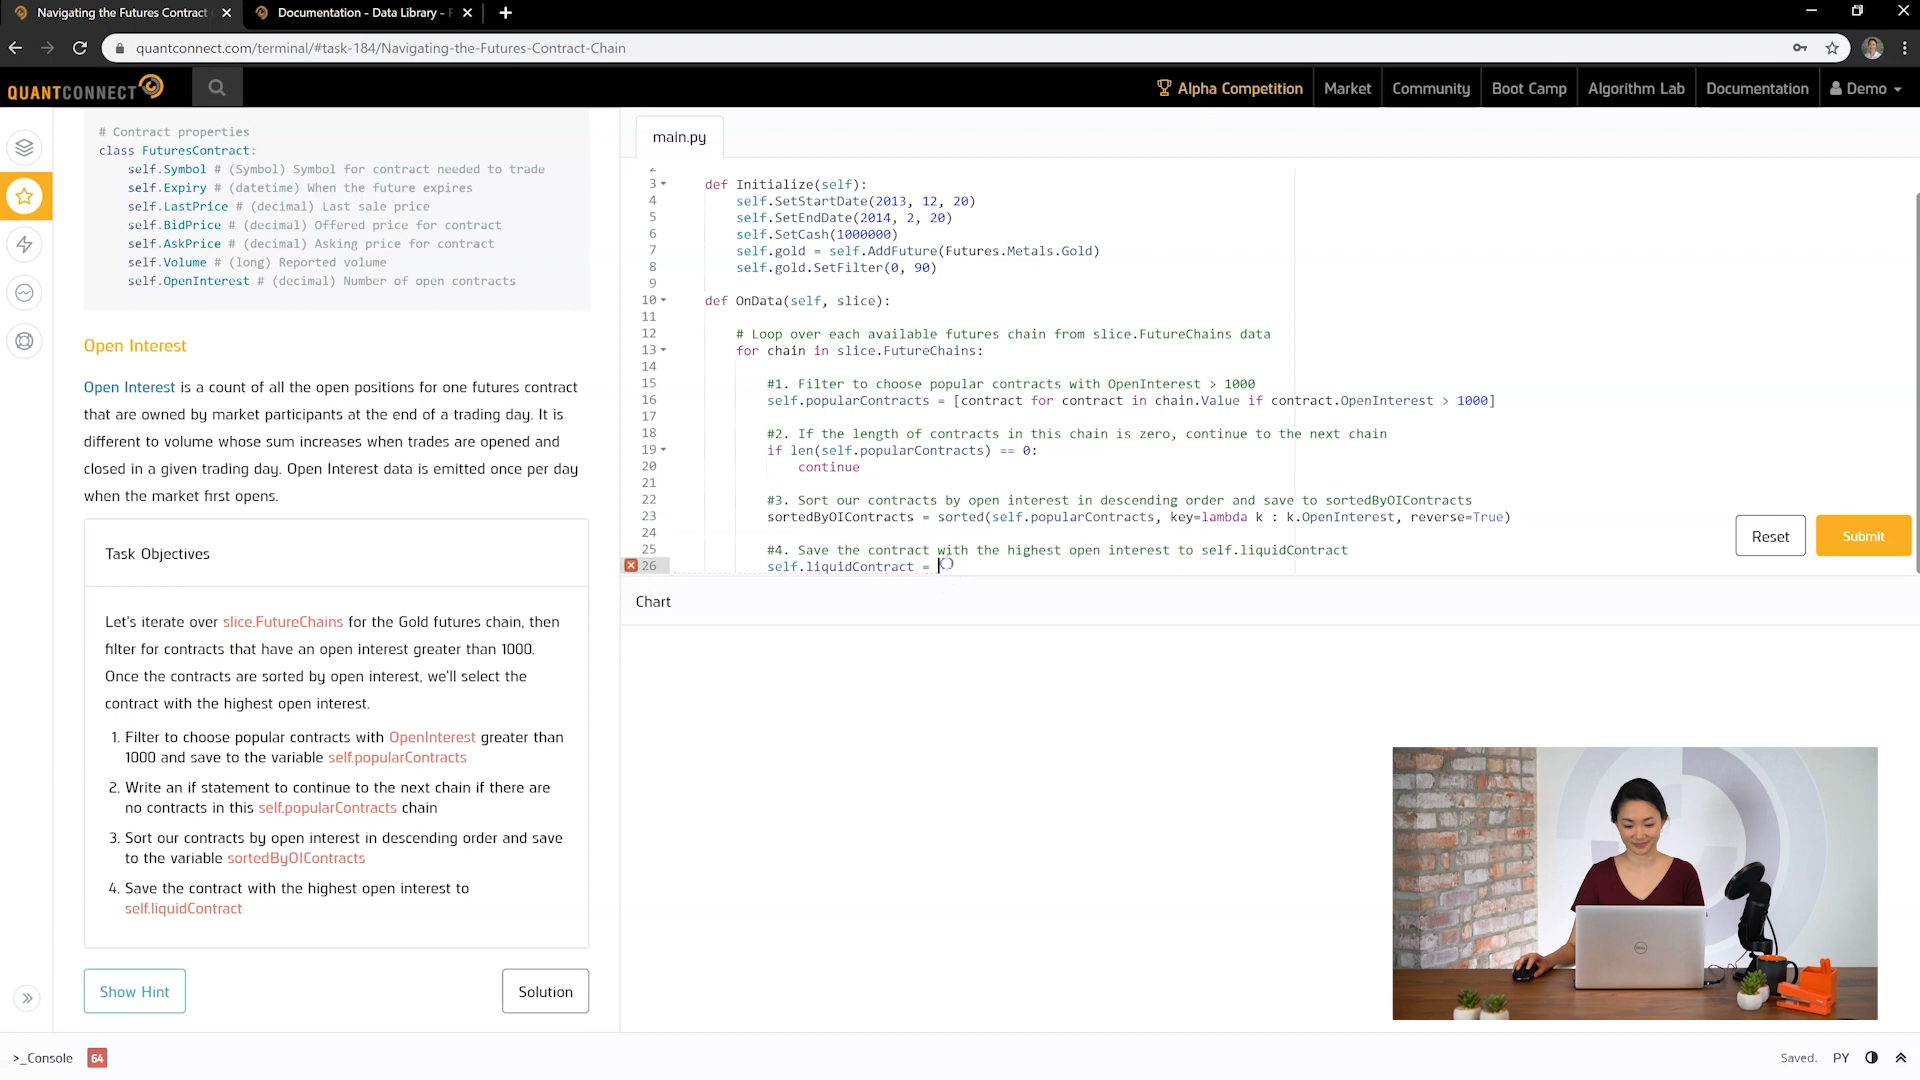 Navigating the Futures Contract
Documentation - Data Library - F
quantconnect.com/terminal/#task-184/Navigating-the-Futures-Contract-Chain
QUANTCONNECT
Alpha Competition
Market
Community
Boot Camp
Algorithm Lab
Documentation
Demo
# Contract properties
class FuturesContract:
self.Symbol # (Symbol) Symbol for contract needed to trade
self.Expiry # (datetime) When the future expires
self.LastPrice # (decimal) Last sale price
self.BidPrice # (decimal) Offered price for contract
self.AskPrice # (decimal) Asking price for contract
self.Volume # (long) Reported volume
self.OpenInterest # (decimal) Number of open contracts
Open Interest
Open Interest is a count of all the open positions for one futures contract
that are owned by market participants at the end of a trading day. It is
different to volume whose sum increases when trades are opened and
closed in a given trading day. Open Interest data is emitted once per day
when the market first opens.
Task Objectives
Let's iterate over slice.FutureChains for the Gold futures chain, then
filter for contracts that have an open interest greater than 1000.
Once the contracts are sorted by open interest, we'll select the
contract with the highest open interest.
1. Filter to choose popular contracts with OpenInterest greater than
1000 and save to the variable self.popularContracts
2. Write an if statement to continue to the next chain if there are
no contracts in this self.popularContracts chain
3. Sort our contracts by open interest in descending order and save
to the variable sortedByOIContracts
4. Save the contract with the highest open interest to
self.liquidContract
Show Hint
Solution
main.py
3 def Initialize(self):
4 self.SetStartDate(2013, 12, 20)
5 self.SetEndDate(2014, 2, 20)
6 self.SetCash(1000000)
7 self.gold = self.AddFuture(Futures.Metals.Gold)
8 self.gold.SetFilter(0, 90)
9
10 def OnData(self, slice):
11
12 # Loop over each available futures chain from slice.FutureChains data
13 for chain in slice.FutureChains:
14
15 #1. Filter to choose popular contracts with OpenInterest > 1000
16 self.popularContracts = [contract for contract in chain.Value if contract.OpenInterest > 1000]
17
18 #2. If the length of contracts in this chain is zero, continue to the next chain
19 if len(self.popularContracts) == 0:
20 continue
21
22 #3. Sort our contracts by open interest in descending order and save to sortedByOIContracts
23 sortedByOIContracts = sorted(self.popularContracts, key=lambda k : k.OpenInterest, reverse=True)
24
25 #4. Save the contract with the highest open interest to self.liquidContract
26 self.liquidContract =
Reset
Submit
Chart
DELL
>_Console 64
Saved.
PY